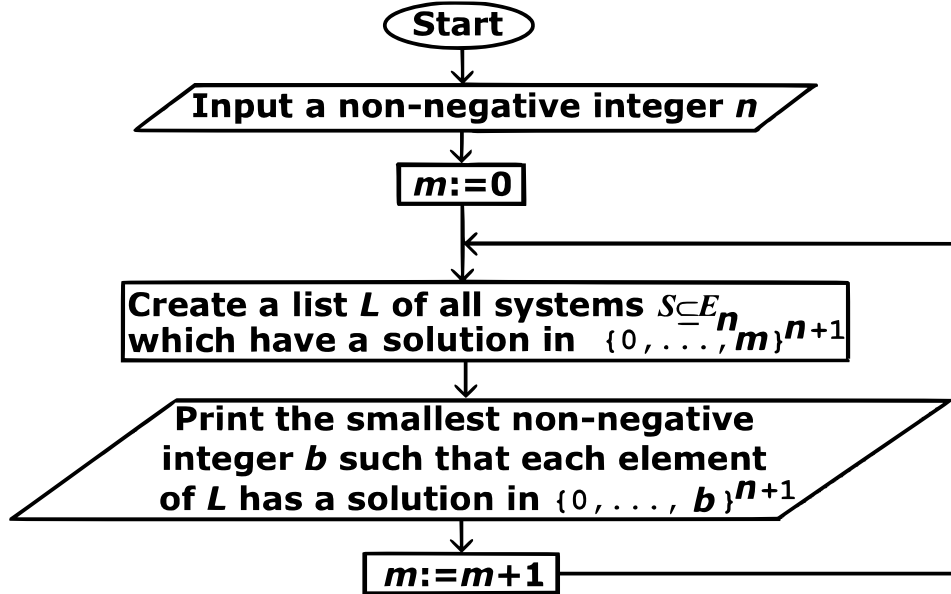 Start
Input a non-negative integer n
m:=0
Create a list L of all systems S⊆Eₙ
which have a solution in {0,...,m}ⁿ⁺¹
Print the smallest non-negative
integer b such that each element
of L has a solution in {0,..., b}ⁿ⁺¹
m:=m+1